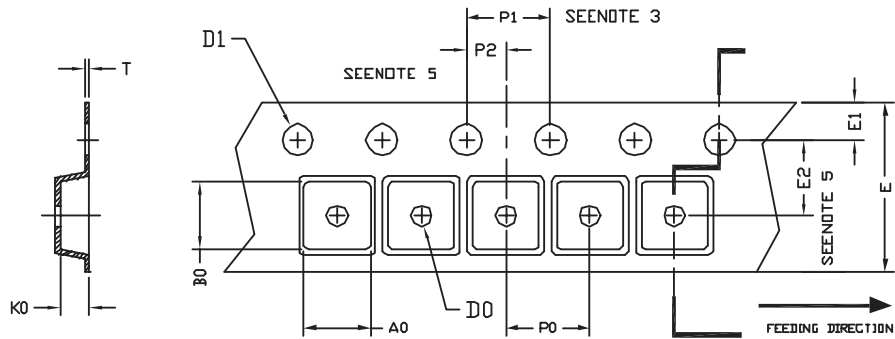 P1
SEENOTE 3
D1
P2
T
SEENOTE 5
E1
E2
E
SEENOTE 5
B0
K0
A0
D0
P0
FEEDING DIRECTION